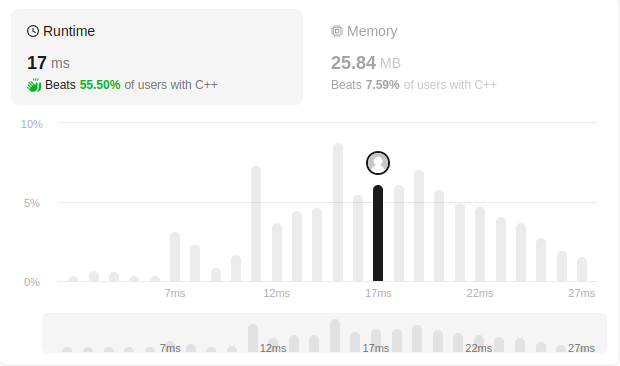 Runtime
17 ms
Beats 55.50% of users with C++
Memory
25.84 MB
Beats 7.59% of users with C++
10%
5%
0%
7ms 12ms 17ms 22ms 27ms
7ms 12ms 17ms 22ms 27ms